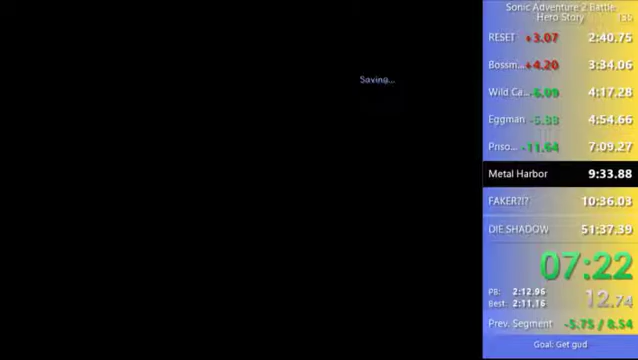 Sonic Adventure 2 Battle:
Hero Story
RESET +3.07 2:40.75
Bossm... +4.20 3:34.06
Wild Ca... -6.09 4:17.28
Eggman -5.88 4:54.66
Priso... -11.64 7:09.27
Metal Harbor 9:33.88
FAKER?!? 10:36.03
DIE SHADOW 51:37.39
07:22
PB: 2:12.96
Best: 2:11.16
12.74
Prev. Segment -5.75 / 8.54
Goal: Get gud
Saving...